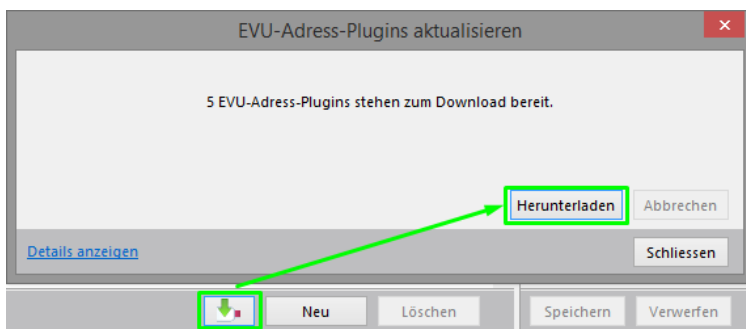 EVU-Adress-Plugins aktualisieren
5 EVU-Adress-Plugins stehen zum Download bereit.
Herunterladen Abbrechen
Details anzeigen Schliessen
Neu Löschen Speichern Verwerfen